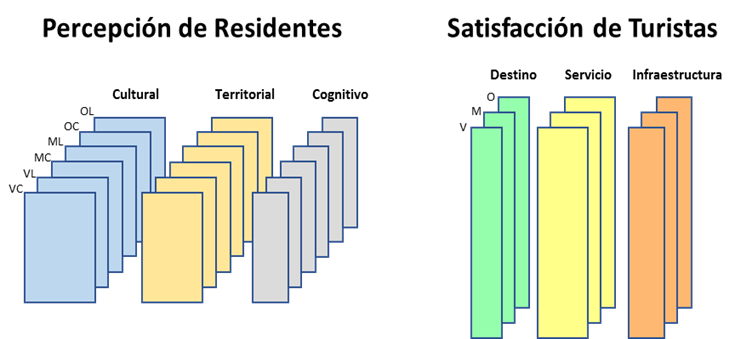 Percepción de Residentes
Satisfacción de Turistas
Cultural
Territorial
Cognitivo
OL
OC
ML
MC
VL
VC
Destino
Servicio
Infraestructura
O
M
V